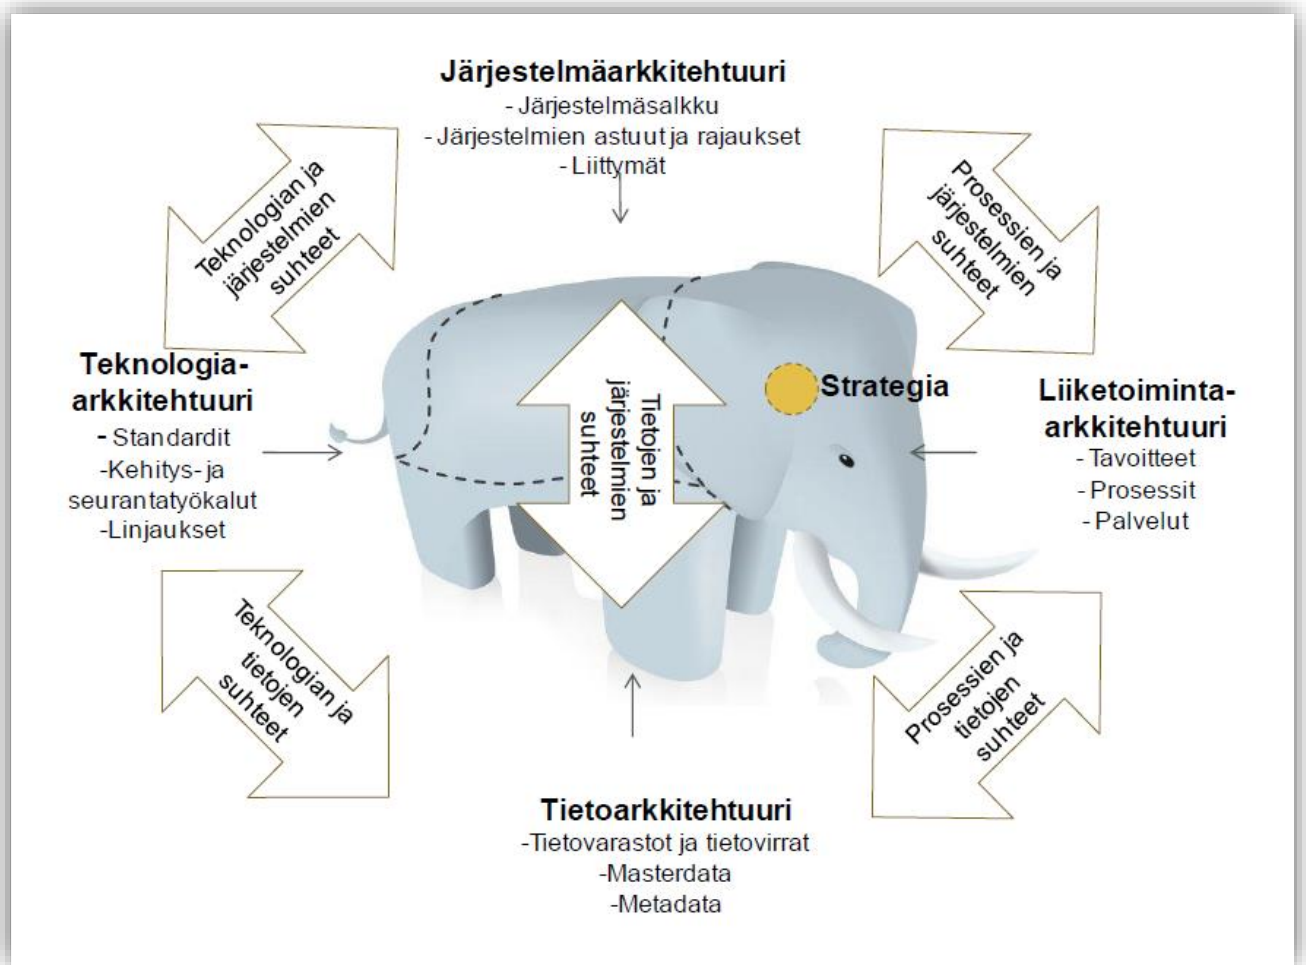 Järjestelmäarkkitehtuuri
- Järjestelmäsalkku
- Järjestelmien astuut ja rajaukset
- Liittymät
Teknologian ja
järjestelmien
suhteet
Prosessien ja
järjestelmien
suhteet
Teknologia-
arkkitehtuuri
- Standardit
-Kehitys- ja
seurantatyökalut
-Linjaukset
Tietojen ja
järjestelmien
suhteet
Strategia
Liiketoiminta-
arkkitehtuuri
- Tavoitteet
- Prosessit
- Palvelut
Teknologian ja
tietojen
suhteet
Prosessien ja
tietojen
suhteet
Tietoarkkitehtuuri
-Tietovarastot ja tietovirrat
-Masterdata
-Metadata